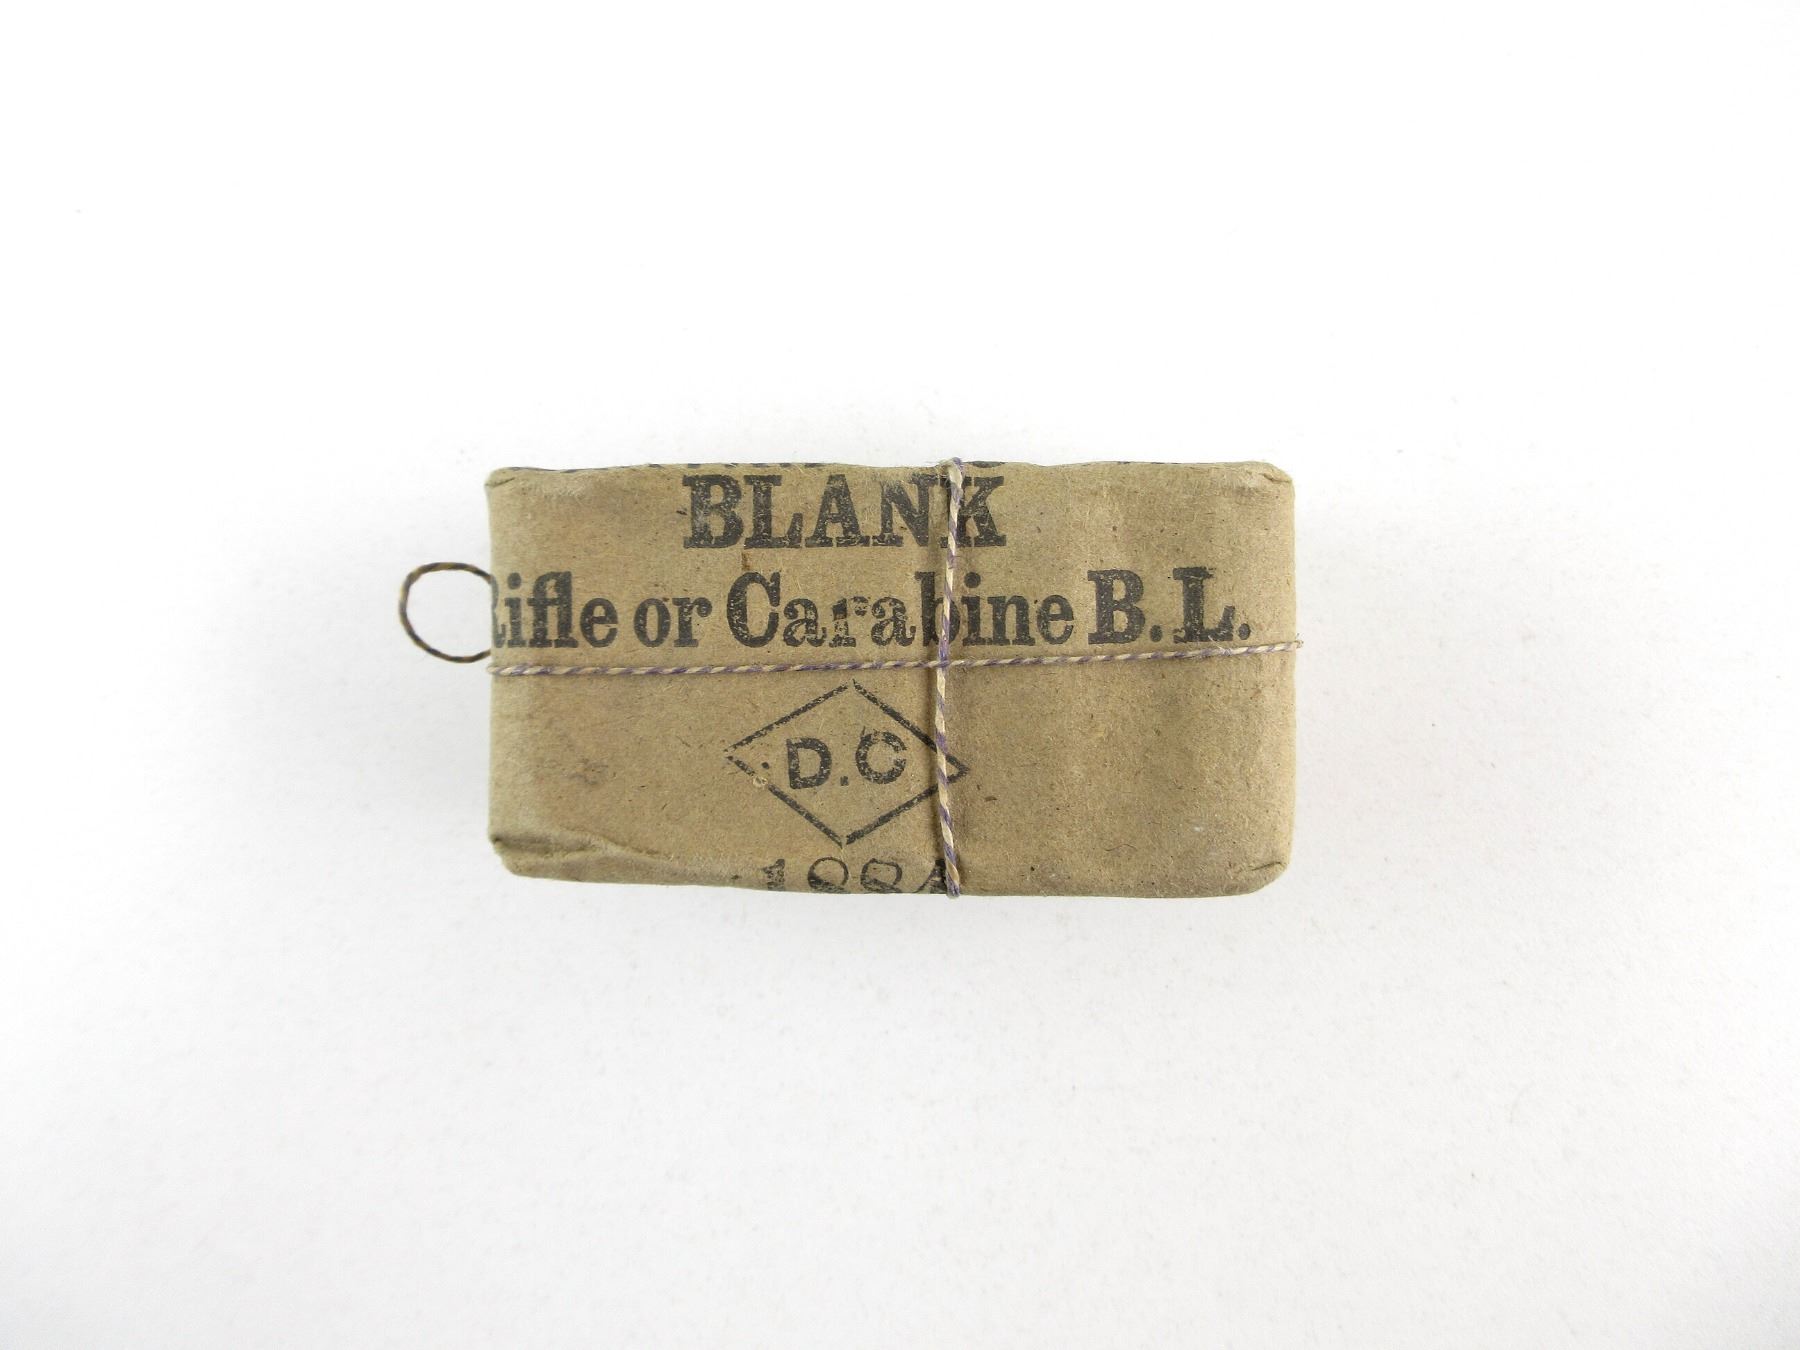 BLANK
Rifle or Carabine B.L.
D.C